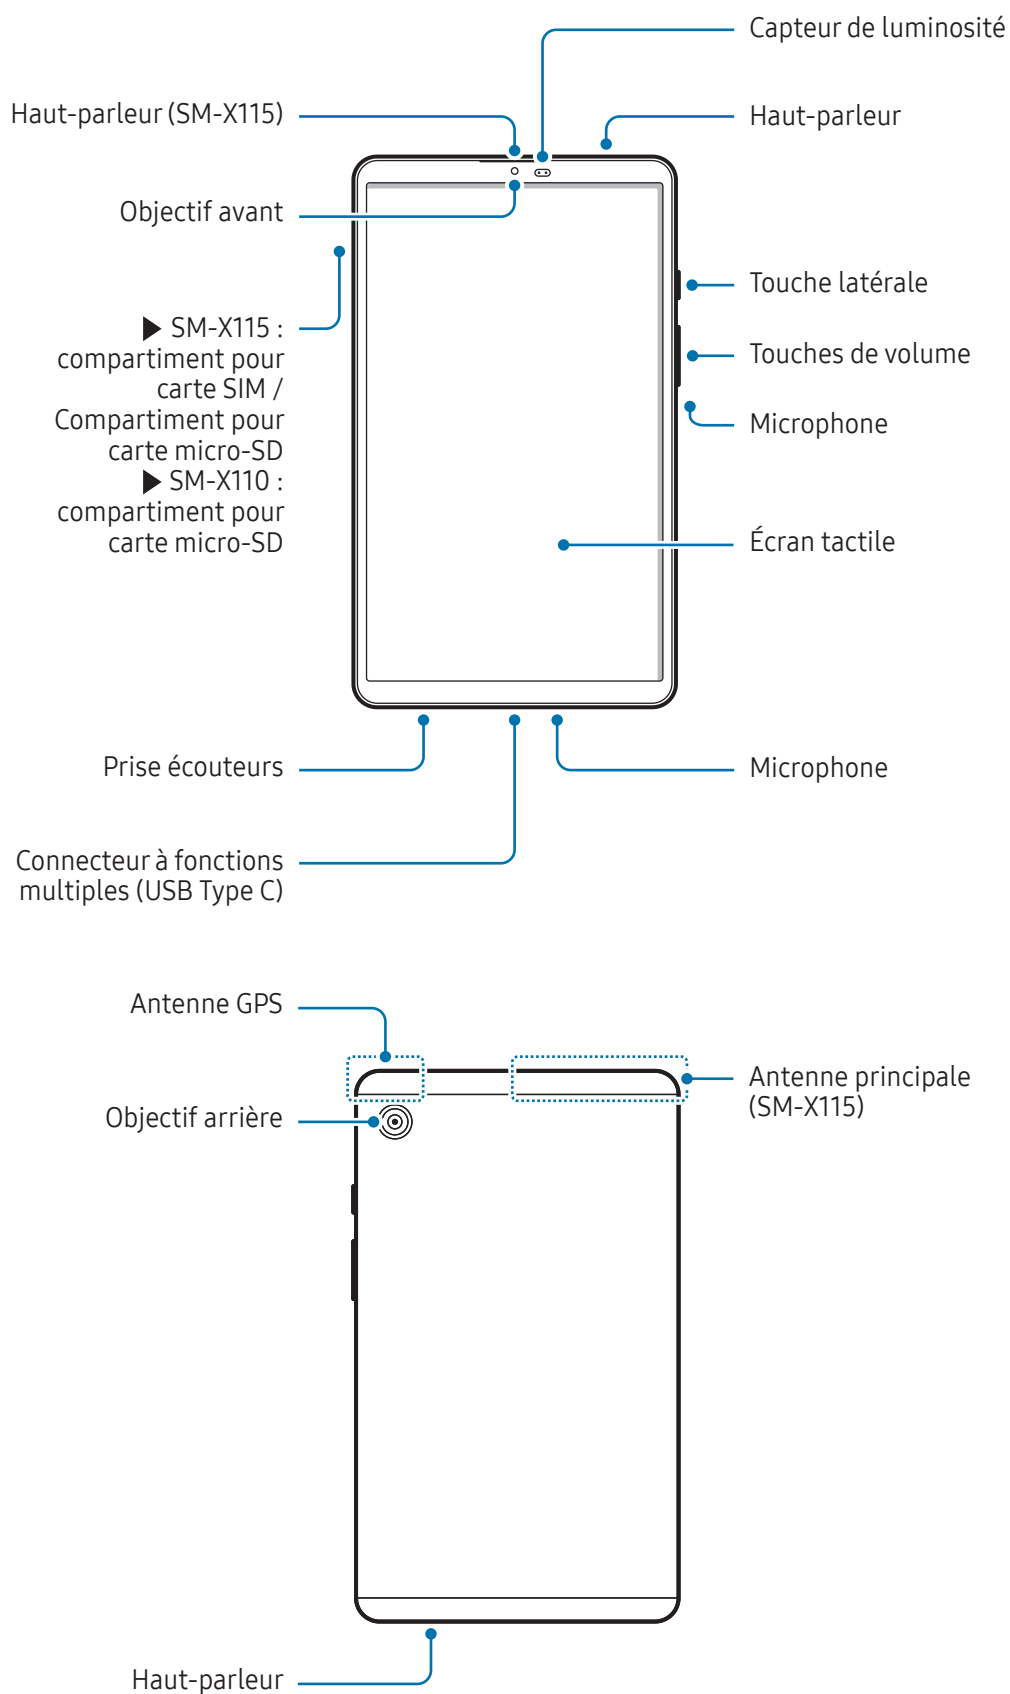 Capteur de luminosité
Haut-parleur (SM-X115)
Haut-parleur
Objectif avant
Touche latérale
▶ SM-X115 :
compartiment pour
carte SIM /
Compartiment pour
carte micro-SD
▶ SM-X110 :
compartiment pour
carte micro-SD
Touches de volume
Microphone
Écran tactile
Prise écouteurs
Microphone
Connecteur à fonctions
multiples (USB Type C)
Antenne GPS
Antenne principale
(SM-X115)
Objectif arrière
Haut-parleur